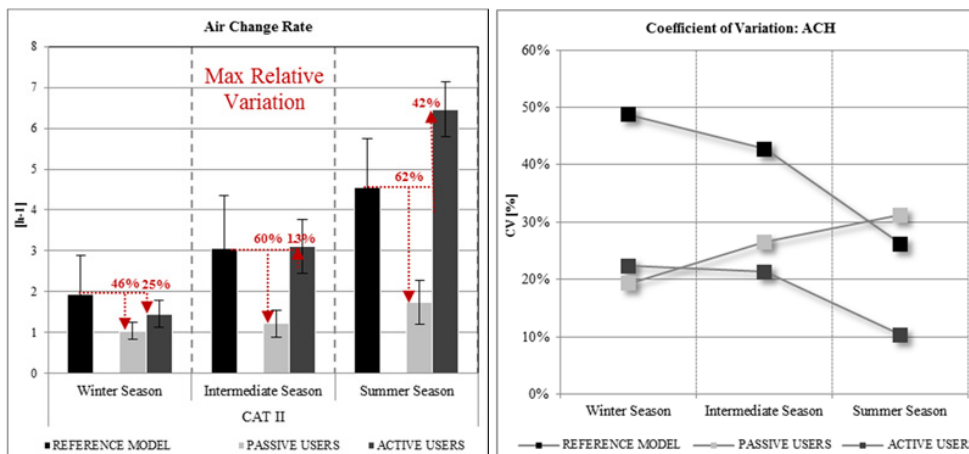 Air Change Rate
8
7
6
5
4
3
2
1
0
[h-1]
Max Relative
Variation
46%
25%
60%
13%
62%
42%
Winter Season
Intermediate Season
Summer Season
CAT II
REFERENCE MODEL
PASSIVE USERS
ACTIVE USERS
Coefficient of Variation: ACH
60%
50%
40%
30%
20%
10%
0%
CV [%]
Winter Season
Intermediate Season
Summer Season
REFERENCE MODEL
PASSIVE USERS
ACTIVE USER